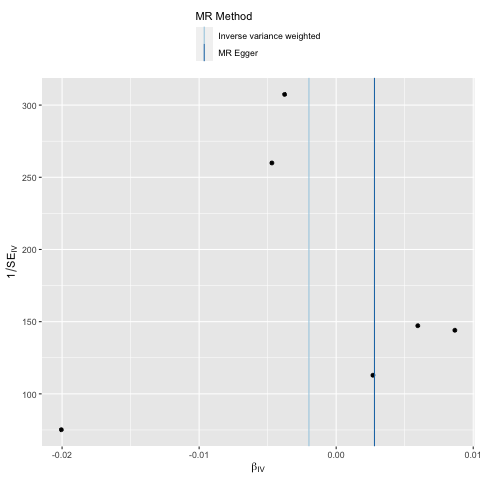 MR Method
Inverse variance weighted
MR Egger
300
250
200
150
100
1/SE_IV
-0.02
-0.01
0.00
0.01
β_IV